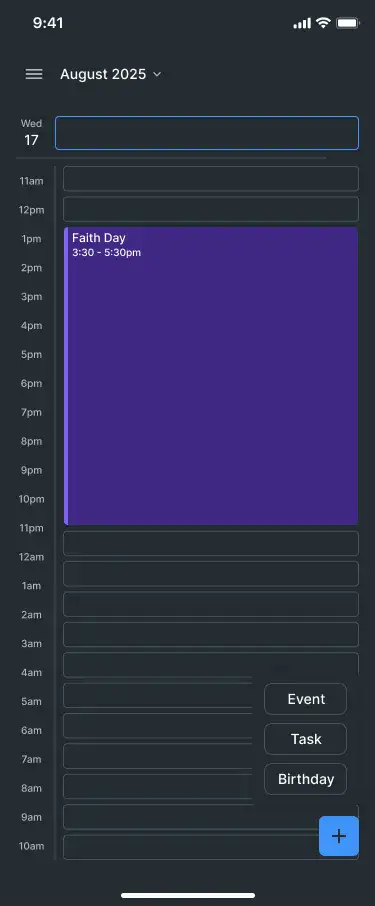 9:41
August 2025
Wed
17
11am
12pm
1pm
Faith Day
3:30 - 5:30pm
2pm
3pm
4pm
5pm
6pm
7pm
8pm
9pm
10pm
11pm
12am
1am
2am
3am
4am
5am
Event
6am
Task
7am
Birthday
8am
9am
10am